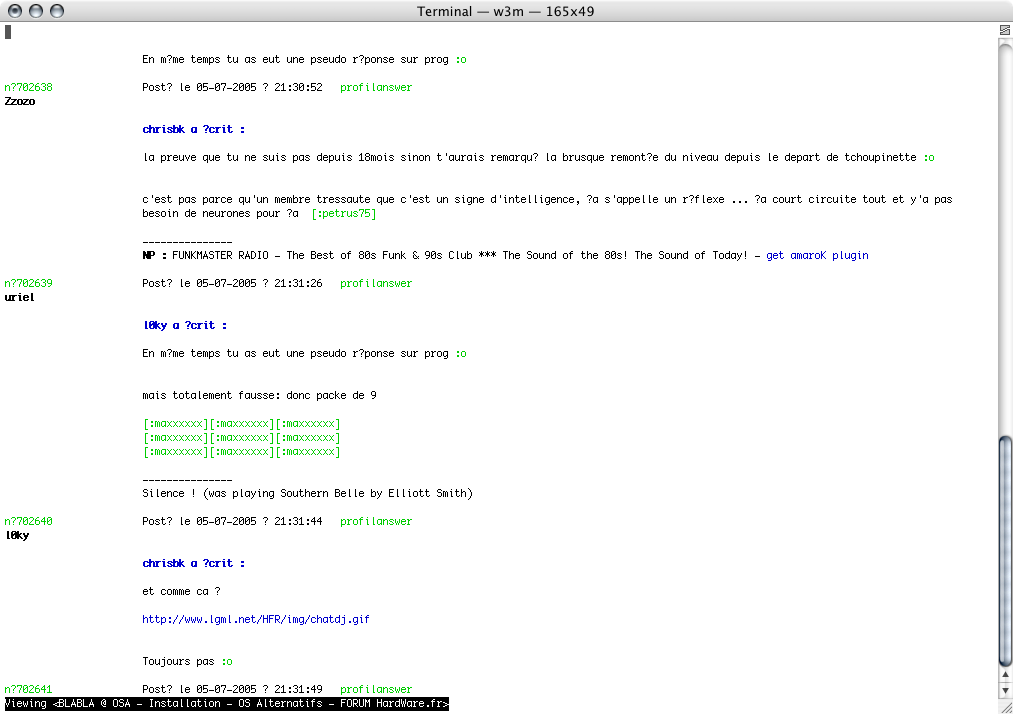 Terminal — w3m — 165x49
En m?me temps tu as eut une pseudo r?ponse sur prog :o
n?702638 Post? le 05-07-2005 ? 21:30:52 profilanswer
Zzozo
chrisbk a ?crit :
la preuve que tu ne suis pas depuis 18mois sinon t'aurais remarqu? la brusque remont?e du niveau depuis le depart de tchoupinette :o
c'est pas parce qu'un membre tressaute que c'est un signe d'intelligence, ?a s'appelle un r?flexe ... ?a court circuite tout et y'a pas
besoin de neurones pour ?a [:petrus75]
---------------
NP : FUNKMASTER RADIO - The Best of 80s Funk & 90s Club *** The Sound of the 80s! The Sound of Today! - get amaroK plugin
n?702639 Post? le 05-07-2005 ? 21:31:26 profilanswer
uriel
l0ky a ?crit :
En m?me temps tu as eut une pseudo r?ponse sur prog :o
mais totalement fausse: donc packe de 9
[:maxxxxxx][:maxxxxxx][:maxxxxxx]
[:maxxxxxx][:maxxxxxx][:maxxxxxx]
[:maxxxxxx][:maxxxxxx][:maxxxxxx]
---------------
Silence ! (was playing Southern Belle by Elliott Smith)
n?702640 Post? le 05-07-2005 ? 21:31:44 profilanswer
l0ky
chrisbk a ?crit :
et comme ca ?
http://www.lgml.net/HFR/img/chatdj.gif
Toujours pas :o
n?702641 Post? le 05-07-2005 ? 21:31:49 profilanswer
Viewing <BLABLA @ OSA - Installation - OS Alternatifs - FORUM HardWare.fr>